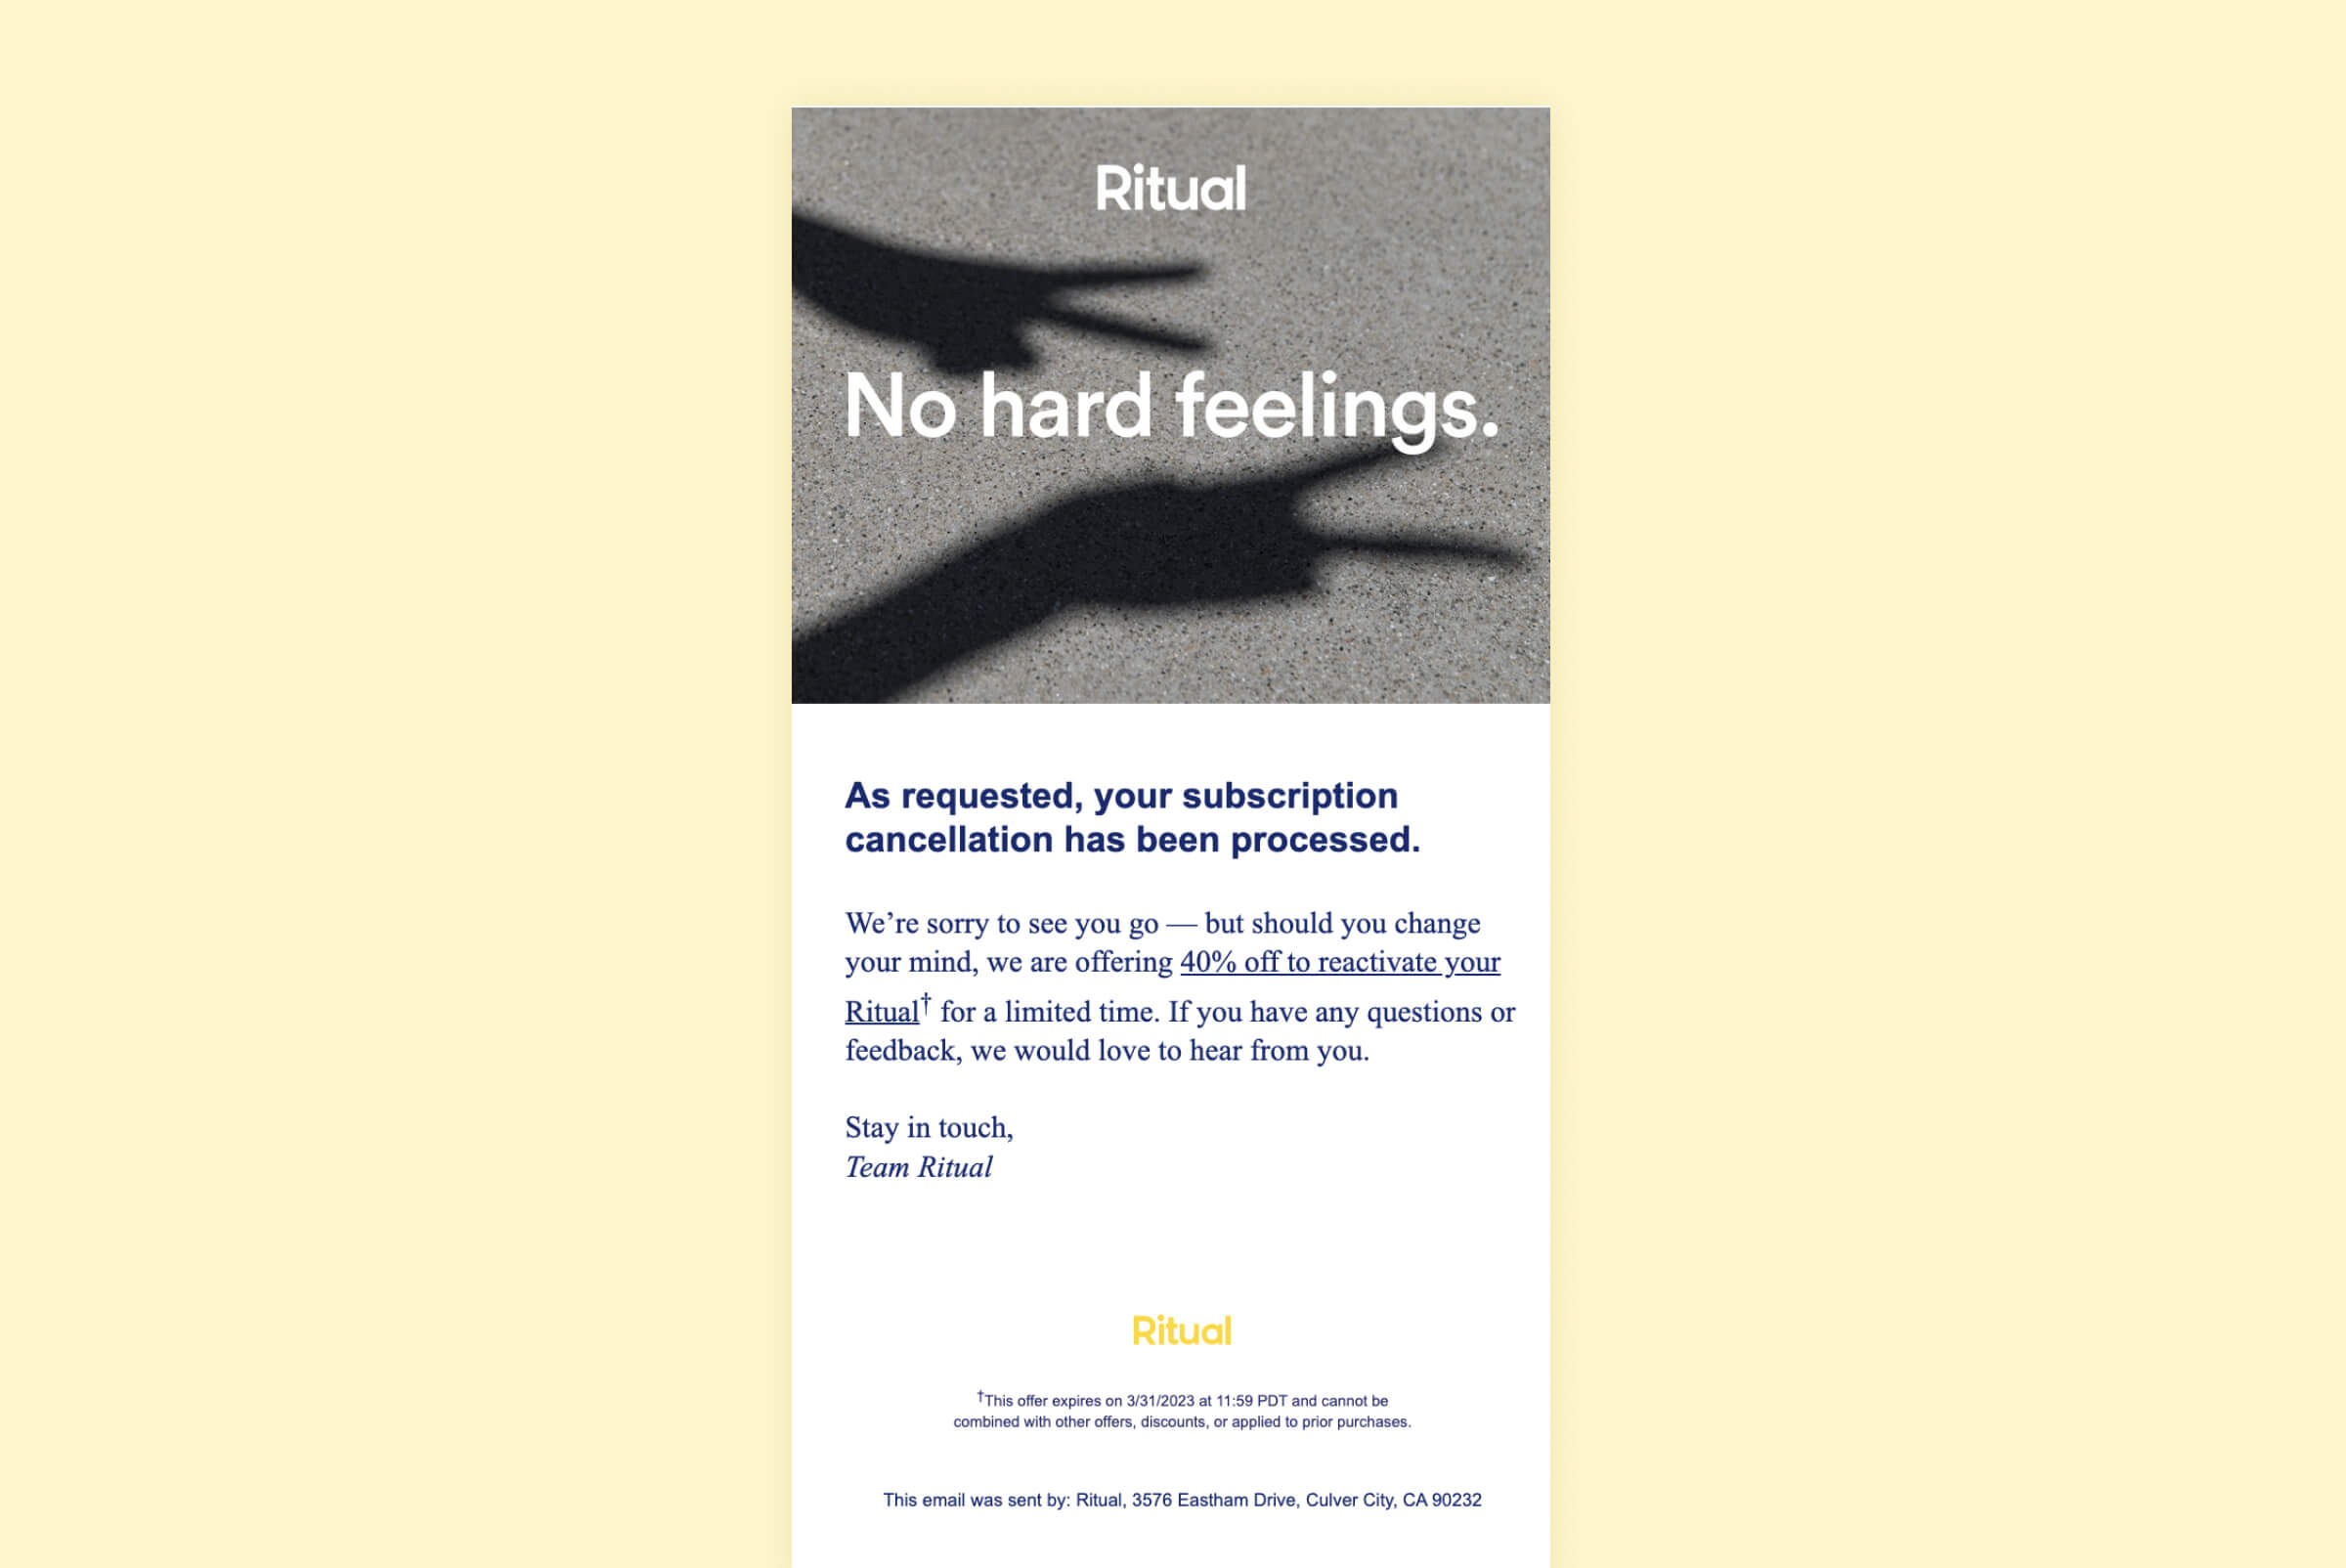 Ritual
No hard feelings.
As requested, your subscription
cancellation has been processed.
We’re sorry to see you go — but should you change
your mind, we are offering 40% off to reactivate your
Ritual† for a limited time. If you have any questions or
feedback, we would love to hear from you.
Stay in touch,
Team Ritual
Ritual
†This offer expires on 3/31/2023 at 11:59 PDT and cannot be
combined with other offers, discounts, or applied to prior purchases.
This email was sent by: Ritual, 3576 Eastham Drive, Culver City, CA 90232